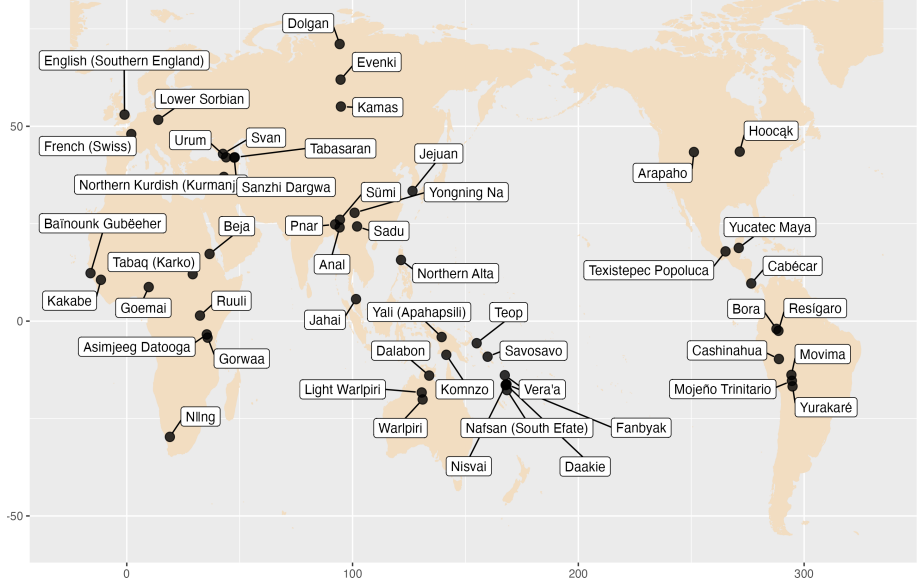 Dolgan
English (Southern England)
Evenki
Lower Sorbian
Kamas
50
Urum
Svan
Hoocąk
French (Swiss)
Tabasaran
Jejuan
Arapaho
Northern Kurdish (Kurmanj
Sanzhi Dargwa
Sümi
Yongning Na
Baïnounk Gubëeher
Beja
Pnar
Sadu
Yucatec Maya
Tabaq (Karko)
Anal
Northern Alta
Texistepec Popoluca
Cabécar
Kakabe
Goemai
Ruuli
Jahai
Yali (Apahapsili)
Teop
Bora
Resígaro
0
Asimjeeg Datooga
Gorwaa
Dalabon
Savosavo
Cashinahua
Movima
Light Warlpiri
Komnzo
Vera'a
Mojeño Trinitario
Yurakaré
Nllng
Warlpiri
Nafsan (South Efate)
Fanbyak
Nisvai
Daakie
-50
0
100
200
300